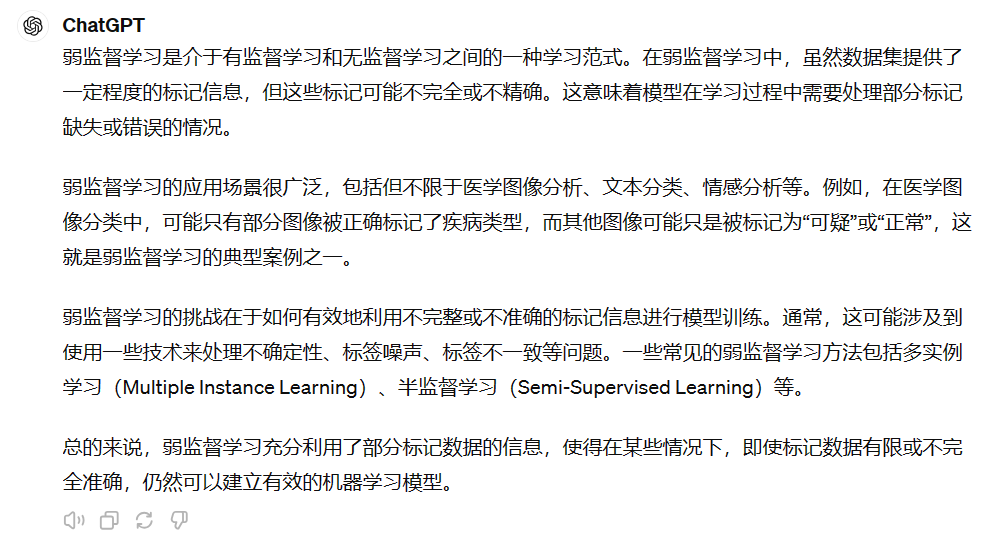 ChatGPT
弱监督学习是介于有监督学习和无监督学习之间的一种学习范式。在弱监督学习中，虽然数据集提供了
一定程度的标记信息，但这些标记可能不完全或不精确。这意味着模型在学习过程中需要处理部分标记
缺失或错误的情况。
弱监督学习的应用场景很广泛，包括但不限于医学图像分析、文本分类、情感分析等。例如，在医学图
像分类中，可能只有部分图像被正确标记了疾病类型，而其他图像可能只是被标记为“可疑”或“正常”，这
就是弱监督学习的典型案例之一。
弱监督学习的挑战在于如何有效地利用不完整或不准确的标记信息进行模型训练。通常，这可能涉及到
使用一些技术来处理不确定性、标签噪声、标签不一致等问题。一些常见的弱监督学习方法包括多实例
学习（Multiple Instance Learning）、半监督学习（Semi-Supervised Learning）等。
总的来说，弱监督学习充分利用了部分标记数据的信息，使得在某些情况下，即使标记数据有限或不完
全准确，仍然可以建立有效的机器学习模型。